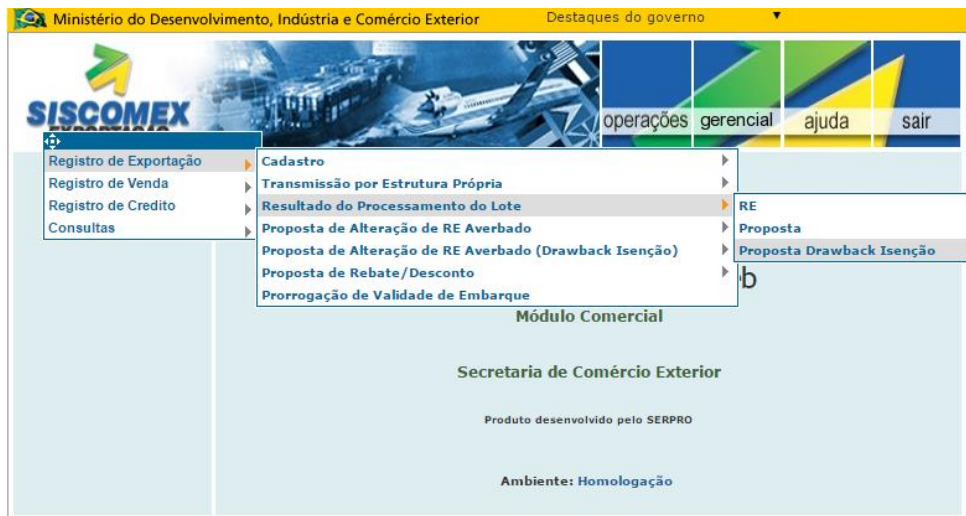 Ministério do Desenvolvimento, Indústria e Comércio Exterior
Destaques do governo
SISCOMEX
EXPORTAÇÃO
operações
gerencial
ajuda
sair
Registro de Exportação
Registro de Venda
Registro de Credito
Consultas
Cadastro
Transmissão por Estrutura Própria
Resultado do Processamento do Lote
Proposta de Alteração de RE Averbado
Proposta de Alteração de RE Averbado (Drawback Isenção)
Proposta de Rebate/Desconto
Prorrogação de Validade de Embarque
RE
Proposta
Proposta Drawback Isenção
b
Módulo Comercial
Secretaria de Comércio Exterior
Produto desenvolvido pelo SERPRO
Ambiente: Homologação